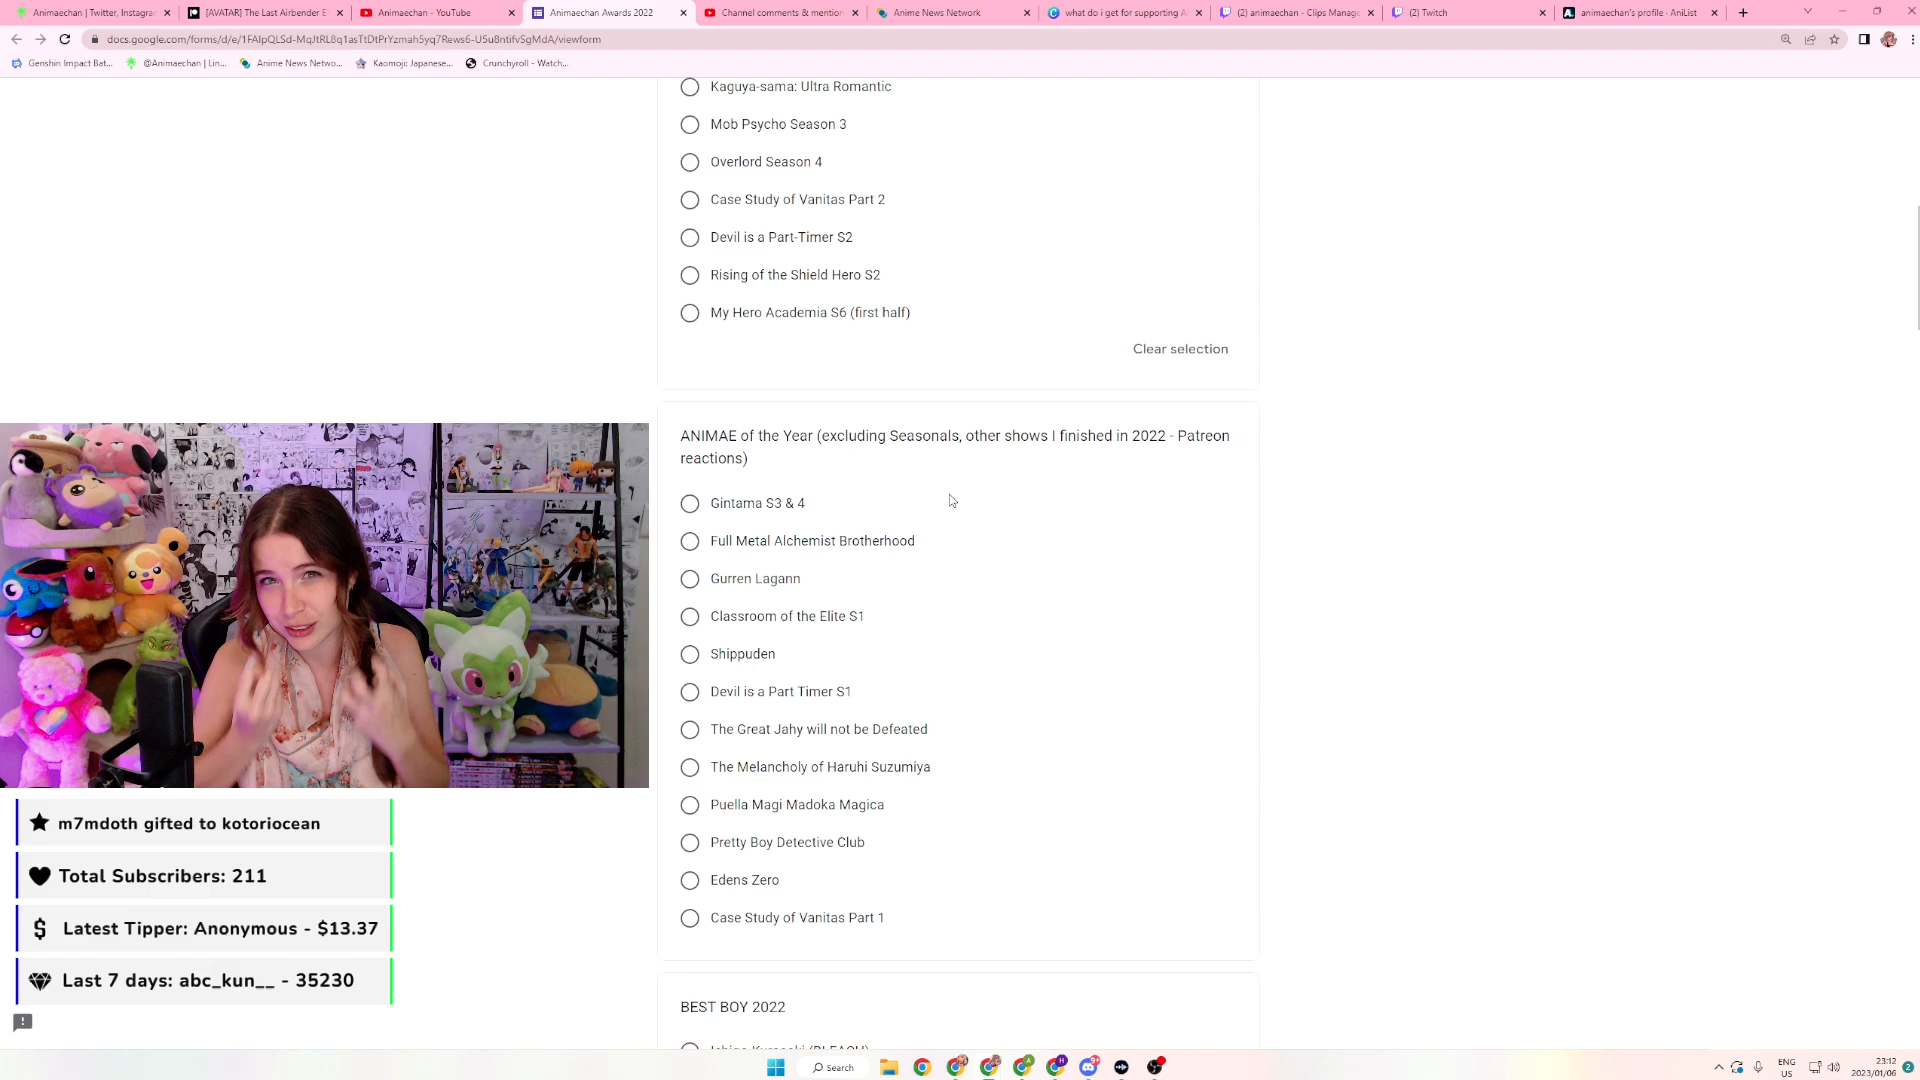 Animaechan | Twitter, Instagra
[AVATAR] The Last Airbender E
Animaechan - YouTube
Animaechan Awards 2022
Channel comments & mention
Anime News Network
what do i get for supporting A
(2) animaechan - Clips Manage
(2) Twitch
animaechan's profile · AniList
docs.google.com/forms/d/e/1FAIpQLSd-MqJtRL8q1asTtDtPrYzmah5yq7Rews6-U5u8ntifvSgMdA/viewform
Genshin Impact Bat...
@Animaechan | Lin...
Anime News Netwo...
Kaomoji: Japanese...
Crunchyroll - Watch...
Kaguya-sama: Ultra Romantic
Mob Psycho Season 3
Overlord Season 4
Case Study of Vanitas Part 2
Devil is a Part-Timer S2
Rising of the Shield Hero S2
My Hero Academia S6 (first half)
Clear selection
ANIMAE of the Year (excluding Seasonals, other shows I finished in 2022 - Patreon
reactions)
Gintama S3 & 4
Full Metal Alchemist Brotherhood
Gurren Lagann
Classroom of the Elite S1
Shippuden
Devil is a Part Timer S1
The Great Jahy will not be Defeated
The Melancholy of Haruhi Suzumiya
Puella Magi Madoka Magica
Pretty Boy Detective Club
Edens Zero
Case Study of Vanitas Part 1
BEST BOY 2022
Ichigo Kurosaki (BLEACH)
m7mdoth gifted to kotoriocean
Total Subscribers: 211
Latest Tipper: Anonymous - $13.37
Last 7 days: abc_kun__ - 35230
Search
ENG
US
23:12
2023/01/06
2